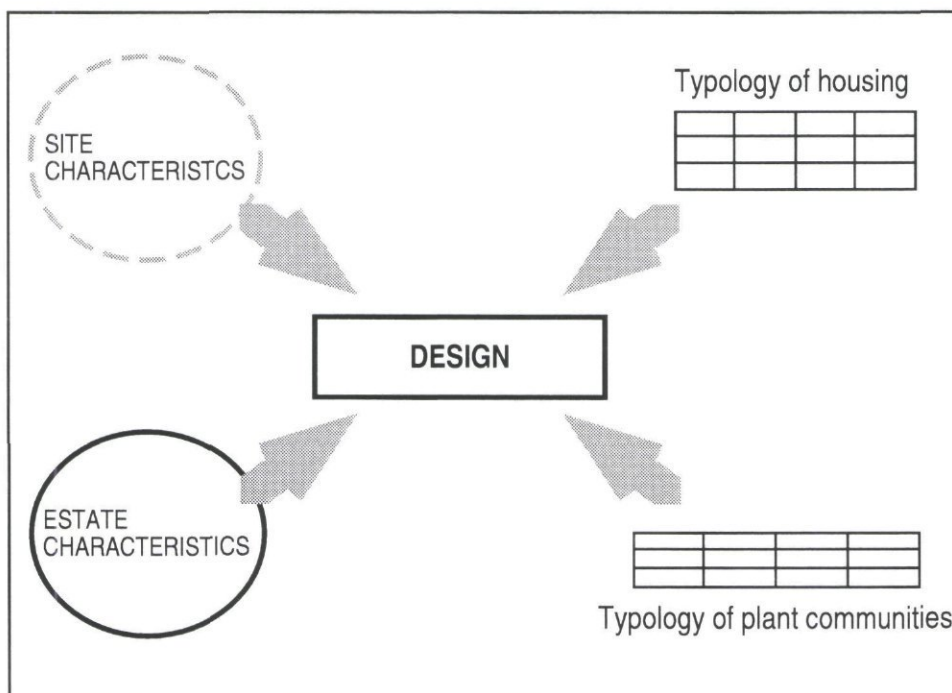 SITE
CHARACTERISTCS
Typology of housing
DESIGN
ESTATE
CHARACTERISTICS
Typology of plant communities